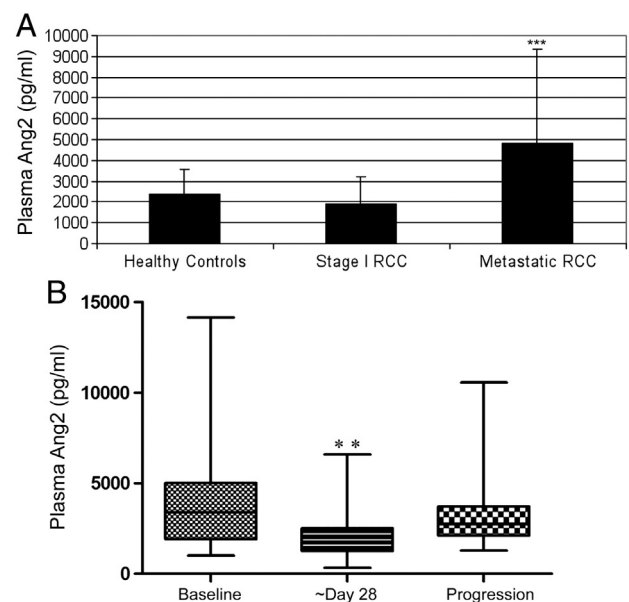 A
Plasma Ang2 (pg/ml)
10000
9000
8000
7000
6000
5000
4000
3000
2000
1000
0
***
Healthy Controls
Stage I RCC
Metastatic RCC
B
Plasma Ang2 (pg/ml)
15000
10000
5000
0
**
Baseline
~Day 28
Progression